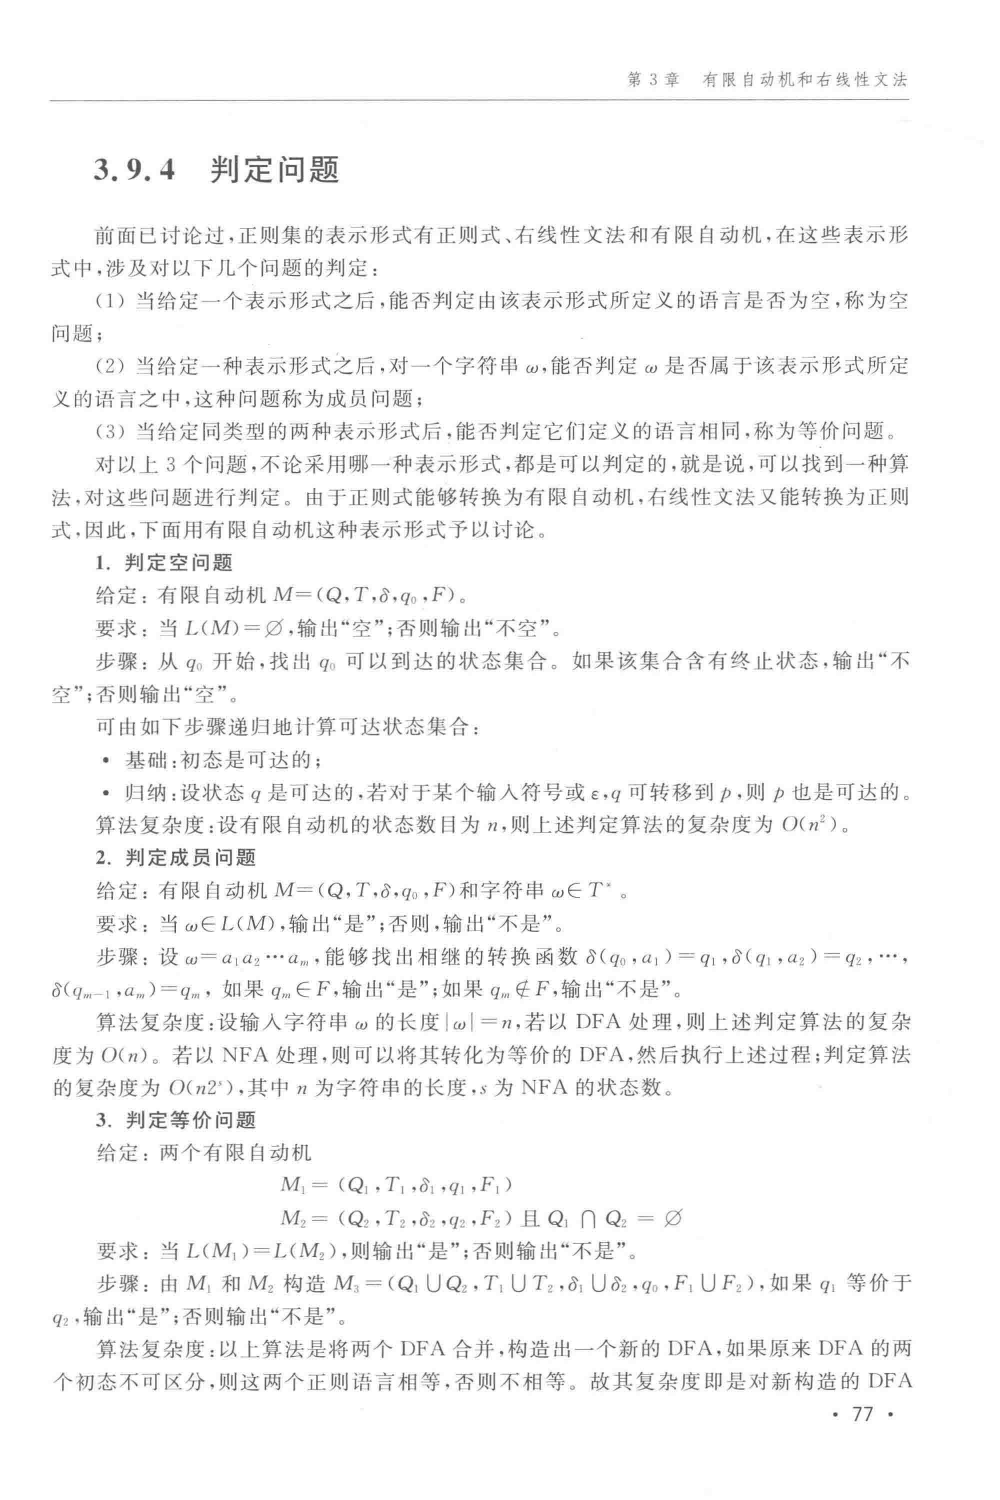 第 3 章　有限自动机和右线性文法
3.9.4　判定问题
前面已讨论过,正则集的表示形式有正则式、右线性文法和有限自动机,在这些表示形
式中,涉及对以下几个问题的判定:
(1) 当给定一个表示形式之后,能否判定由该表示形式所定义的语言是否为空,称为空
问题;
(2) 当给定一种表示形式之后,对一个字符串 ω,能否判定 ω 是否属于该表示形式所定
义的语言之中,这种问题称为成员问题;
(3) 当给定同类型的两种表示形式后,能否判定它们定义的语言相同,称为等价问题。
对以上 3 个问题,不论采用哪一种表示形式,都是可以判定的,就是说,可以找到一种算
法,对这些问题进行判定。由于正则式能够转换为有限自动机,右线性文法又能转换为正则
式,因此,下面用有限自动机这种表示形式予以讨论。
1. 判定空问题
给定: 有限自动机 M=(Q,T,δ,q₀,F)。
要求: 当 L(M)=∅,输出“空”;否则输出“不空”。
步骤: 从 q₀ 开始,找出 q₀ 可以到达的状态集合。如果该集合含有终止状态,输出“不
空”;否则输出“空”。
可由如下步骤递归地计算可达状态集合:
• 基础:初态是可达的;
• 归纳:设状态 q 是可达的,若对于某个输入符号或 ε,q 可转移到 p,则 p 也是可达的。
算法复杂度:设有限自动机的状态数目为 n,则上述判定算法的复杂度为 O(n²)。
2. 判定成员问题
给定: 有限自动机 M=(Q,T,δ,q₀,F)和字符串 ω∈T*。
要求: 当 ω∈L(M),输出“是”;否则,输出“不是”。
步骤: 设 ω=a₁a₂…aₘ,能够找出相继的转换函数 δ(q₀,a₁)=q₁,δ(q₁,a₂)=q₂,…,
δ(qₘ₋₁,aₘ)=qₘ, 如果 qₘ∈F,输出“是”;如果 qₘ∉F,输出“不是”。
算法复杂度:设输入字符串 ω 的长度|ω|=n,若以 DFA 处理,则上述判定算法的复杂
度为 O(n)。若以 NFA 处理,则可以将其转化为等价的 DFA,然后执行上述过程;判定算法
的复杂度为 O(n2ˢ),其中 n 为字符串的长度,s 为 NFA 的状态数。
3. 判定等价问题
给定: 两个有限自动机
M₁ = (Q₁,T₁,δ₁,q₁,F₁)
M₂ = (Q₂,T₂,δ₂,q₂,F₂) 且 Q₁ ∩ Q₂ = ∅
要求: 当 L(M₁)=L(M₂),则输出“是”;否则输出“不是”。
步骤: 由 M₁ 和 M₂ 构造 M₃=(Q₁∪Q₂,T₁∪T₂,δ₁∪δ₂,q₀,F₁∪F₂),如果 q₁ 等价于
q₂,输出“是”;否则输出“不是”。
算法复杂度:以上算法是将两个 DFA 合并,构造出一个新的 DFA,如果原来 DFA 的两
个初态不可区分,则这两个正则语言相等,否则不相等。故其复杂度即是对新构造的 DFA
• 77 •